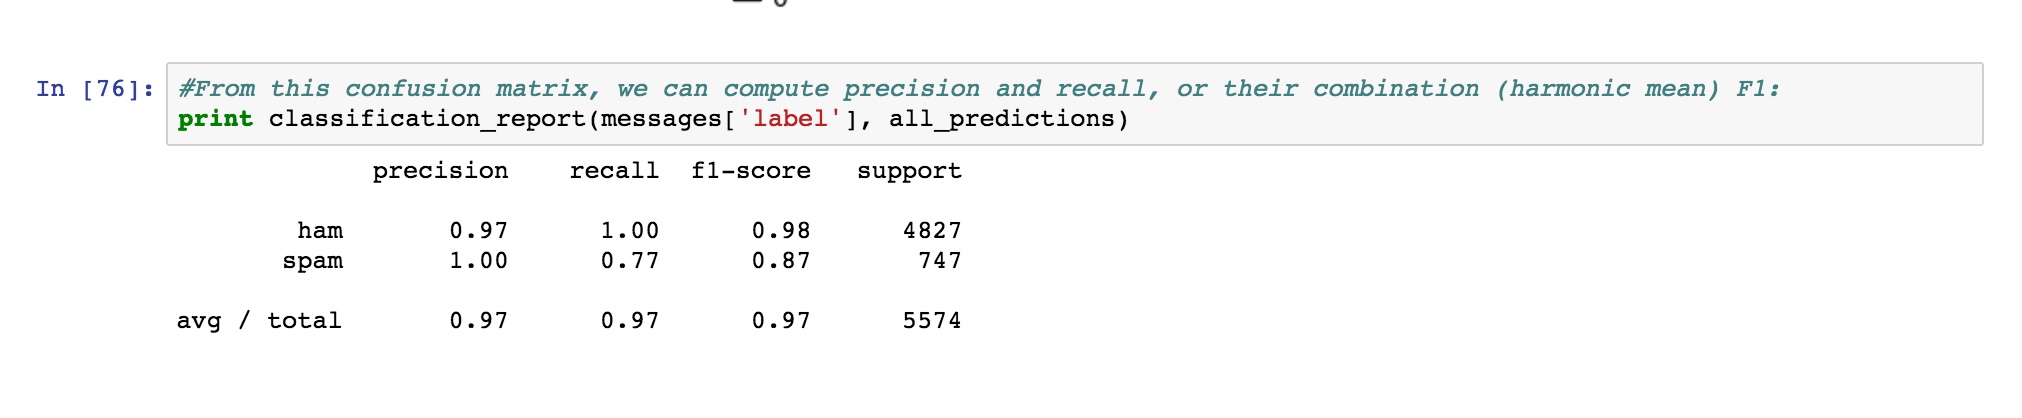 In [76]: #From this confusion matrix, we can compute precision and recall, or their combination (harmonic mean) F1:
print classification_report(messages['label'], all_predictions)
precision recall f1-score support
ham 0.97 1.00 0.98 4827
spam 1.00 0.77 0.87 747
avg / total 0.97 0.97 0.97 5574